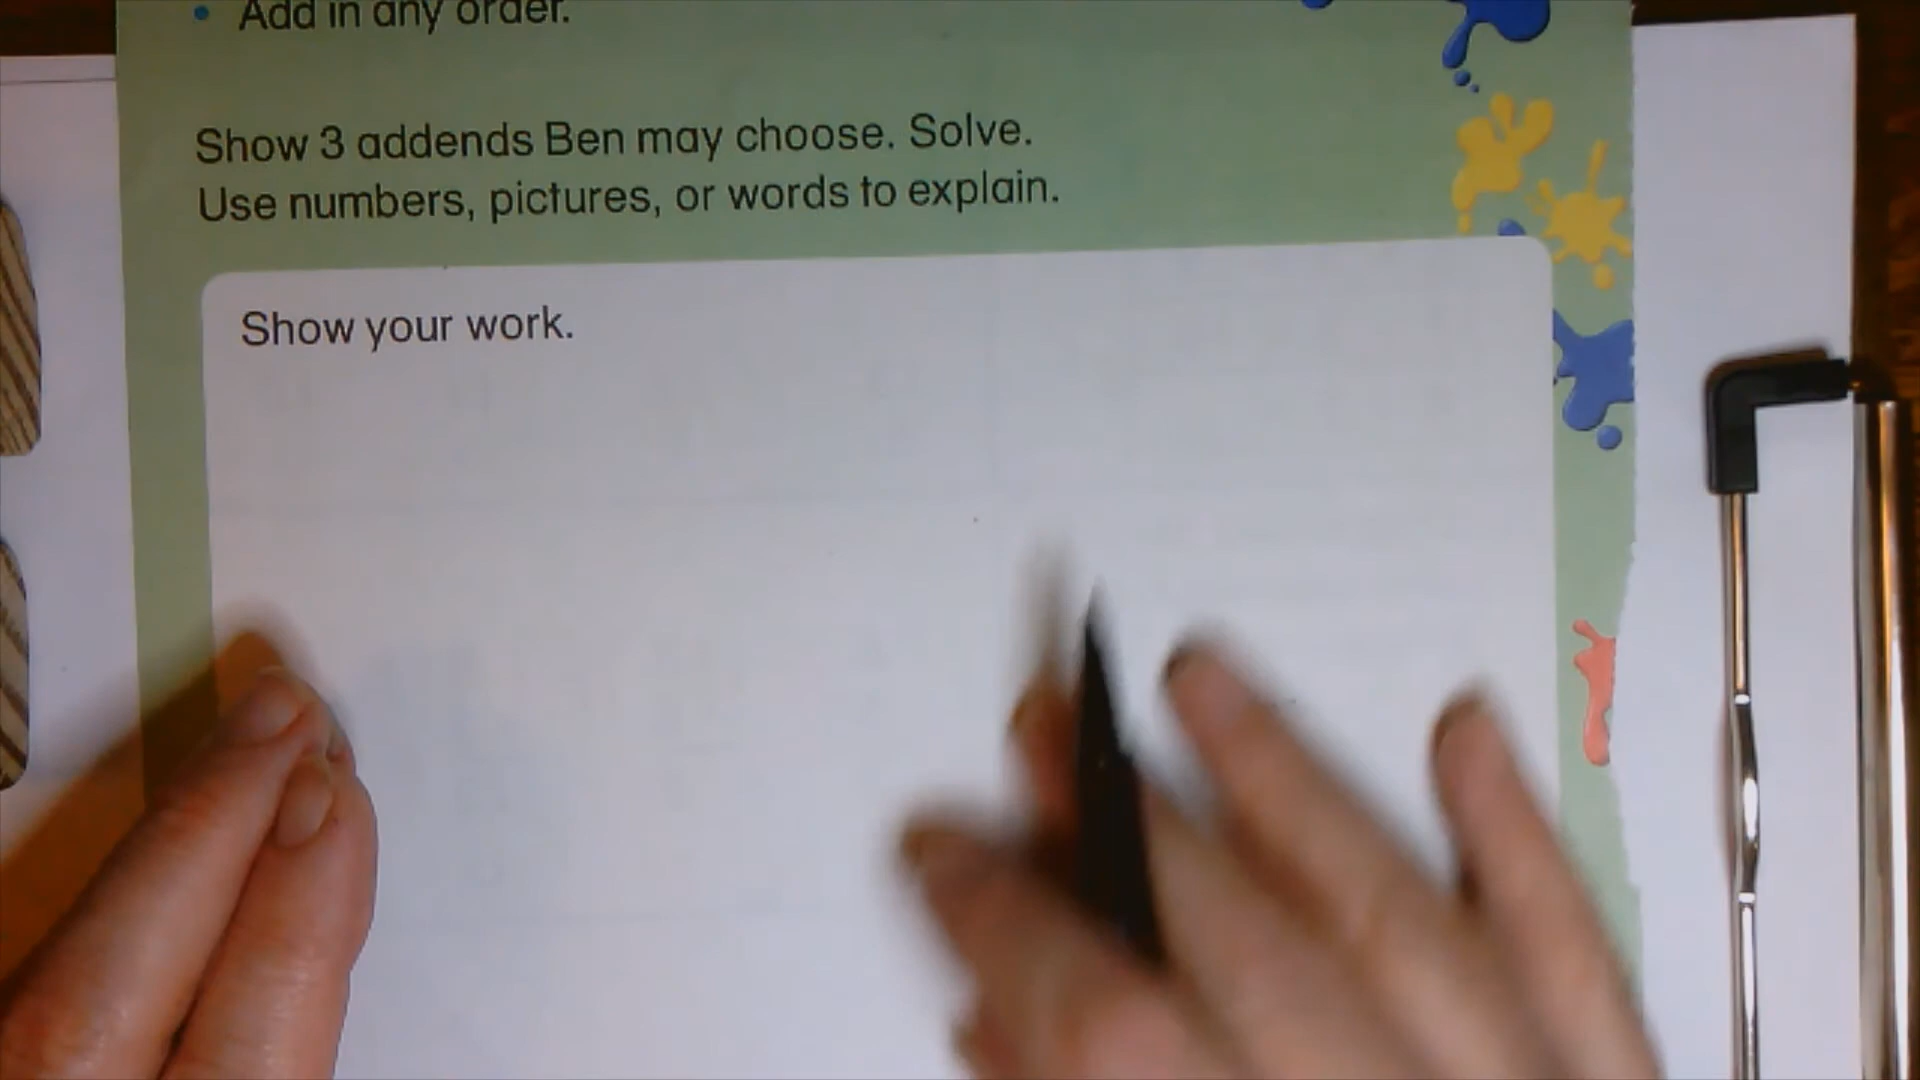 • Add in any order.
Show 3 addends Ben may choose. Solve.
Use numbers, pictures, or words to explain.
Show your work.